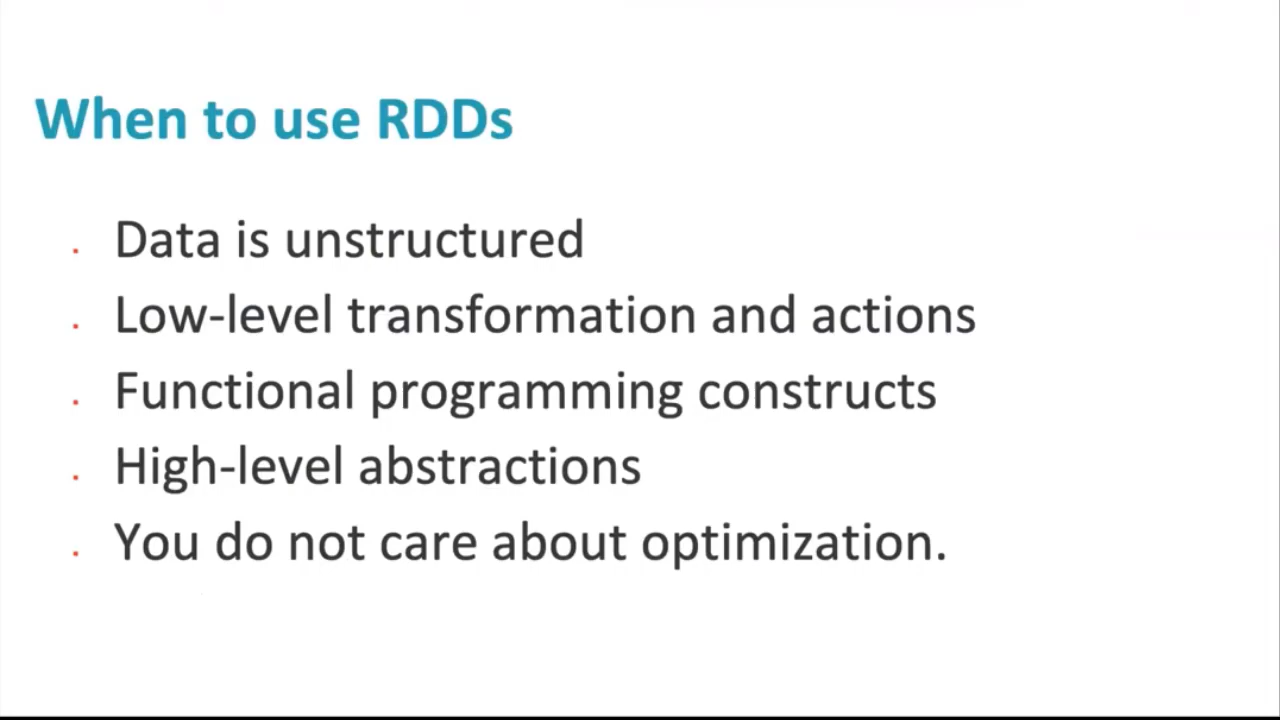 When to use RDDs
Data is unstructured
Low-level transformation and actions
Functional programming constructs
High-level abstractions
You do not care about optimization.